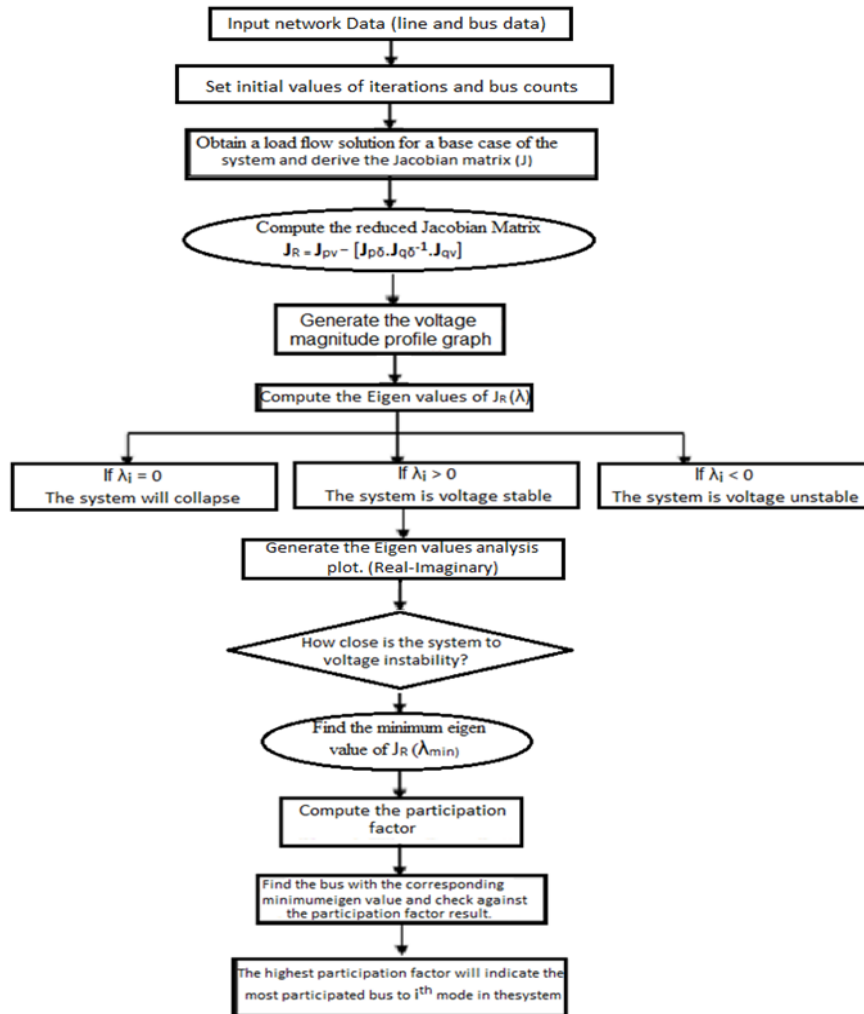 Input network Data (line and bus data)
Set initial values of iterations and bus counts
Obtain a load flow solution for a base case of the
system and derive the Jacobian matrix (J)
Compute the reduced Jacobian Matrix
JR = Jpv – [Jpδ.Jqδ⁻¹.Jqv]
Generate the voltage
magnitude profile graph
Compute the Eigen values of JR (λ)
If λi = 0
The system will collapse
If λi > 0
The system is voltage stable
If λi < 0
The system is voltage unstable
Generate the Eigen values analysis
plot. (Real-Imaginary)
How close is the system to
voltage instability?
Find the minimum eigen
value of JR (λmin)
Compute the participation
factor
Find the bus with the corresponding
minimumeigen value and check against
the participation factor result.
The highest participation factor will indicate the
most participated bus to ith mode in thesystem